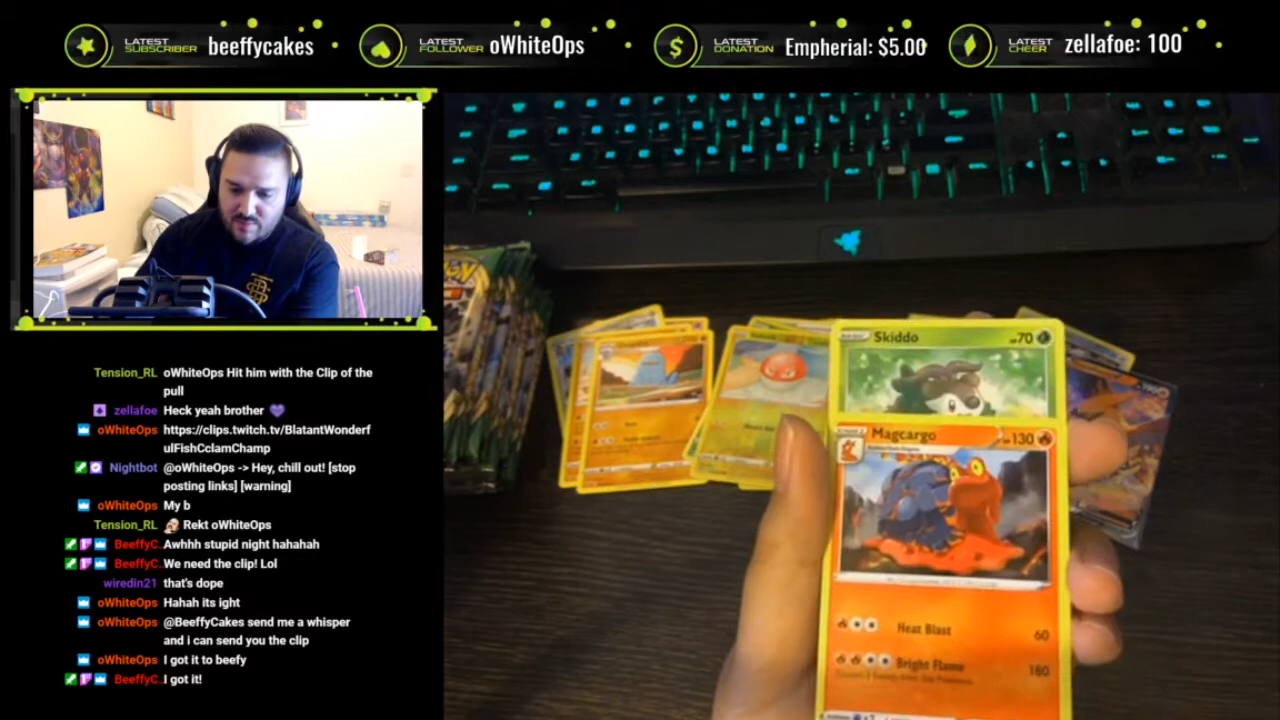 LATEST SUBSCRIBER beeffycakes
LATEST FOLLOWER oWhiteOps
LATEST DONATION Empherial: $5.00
LATEST CHEER zellafoe: 100
Tension_RL oWhiteOps Hit him with the Clip of the
pull
zellafoe Heck yeah brother
oWhiteOps https://clips.twitch.tv/BlatantWonderf
ulFishCclamChamp
Nightbot @oWhiteOps -> Hey, chill out! [stop
posting links] [warning]
oWhiteOps My b
Tension_RL Rekt oWhiteOps
BeeffyC. Awhhh stupid night hahahah
BeeffyC. We need the clip! Lol
wiredin21 that's dope
oWhiteOps Hahah its ight
oWhiteOps @BeeffyCakes send me a whisper
and i can send you the clip
oWhiteOps I got it to beefy
BeeffyC. I got it!
Skiddo 70
Magcargo 130
Heat Blast 60
Bright Flame 180